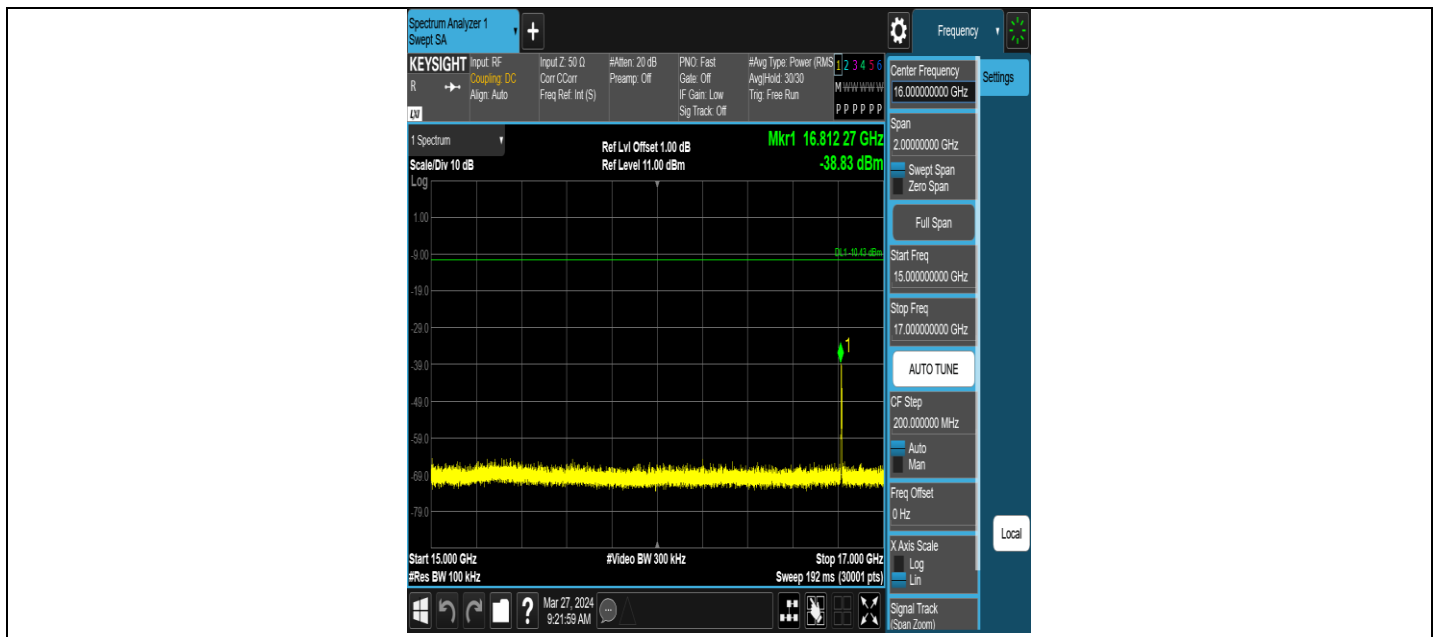 Spectrum Analyzer 1
Swept SA
Frequency
KEYSIGHT
R
LXI
Input: RF
Coupling: DC
Align: Auto
Input Z: 50 Ω
Corr CCorr
Freq Ref: Int (S)
#Atten: 20 dB
Preamp: Off
PNO: Fast
Gate: Off
IF Gain: Low
Sig Track: Off
#Avg Type: Power (RMS
Avg|Hold: 30/30
Trig: Free Run
1 2 3 4 5 6
M W W W W W
P P P P P P
1 Spectrum
Scale/Div 10 dB
Log
Ref Lvl Offset 1.00 dB
Ref Level 11.00 dBm
Mkr1 16.812 27 GHz
-38.83 dBm
1.00
-9.00
DL1 -10.43 dBm
-19.0
-29.0
1
-39.0
-49.0
-59.0
-69.0
-79.0
Start 15.000 GHz
#Video BW 300 kHz
Stop 17.000 GHz
#Res BW 100 kHz
Sweep 192 ms (30001 pts)
?
Mar 27, 2024
9:21:59 AM
Center Frequency
16.000000000 GHz
Settings
Span
2.00000000 GHz
Swept Span
Zero Span
Full Span
Start Freq
15.000000000 GHz
Stop Freq
17.000000000 GHz
AUTO TUNE
CF Step
200.000000 MHz
Auto
Man
Freq Offset
0 Hz
Local
X Axis Scale
Log
Lin
Signal Track
(Span Zoom)